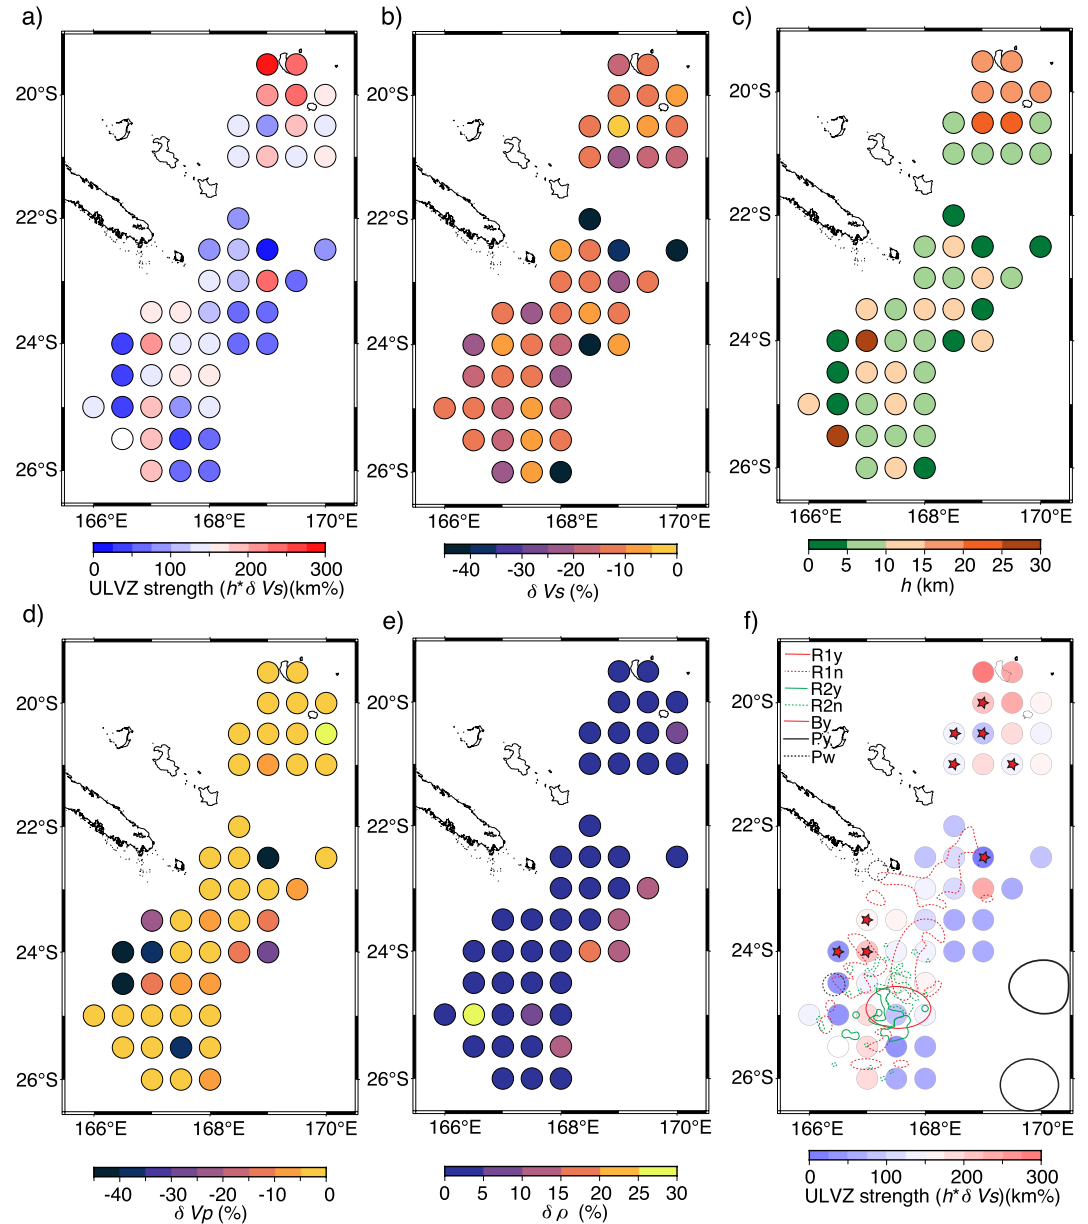 a)
20°S
22°S
24°S
26°S
166°E 168°E 170°E
0 100 200 300
ULVZ strength (h*δ Vs)(km%)
b)
20°S
22°S
24°S
26°S
166°E 168°E 170°E
-40 -30 -20 -10 0
δ Vs (%)
c)
20°S
22°S
24°S
26°S
166°E 168°E 170°E
0 5 10 15 20 25 30
h (km)
d)
20°S
22°S
24°S
26°S
166°E 168°E 170°E
-40 -30 -20 -10 0
δ Vp (%)
e)
20°S
22°S
24°S
26°S
166°E 168°E 170°E
0 5 10 15 20 25 30
δ ρ (%)
f)
R1y
R1n
R2y
R2n
By
Py
Pw
20°S
22°S
24°S
26°S
166°E 168°E 170°E
0 100 200 300
ULVZ strength (h*δ Vs)(km%)